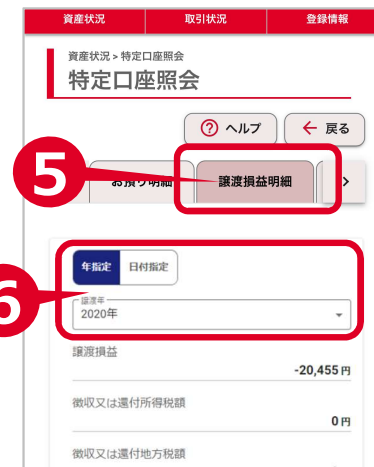 資産状況 取引状況 登録情報
資産状況 > 特定口座照会
特定口座照会
? ヘルプ ← 戻る
5 お預り明細 譲渡損益明細 >
6 年指定 日付指定
譲渡年
2020年
譲渡損益
-20,455 円
徴収又は還付所得税額
0 円
徴収又は還付地方税額